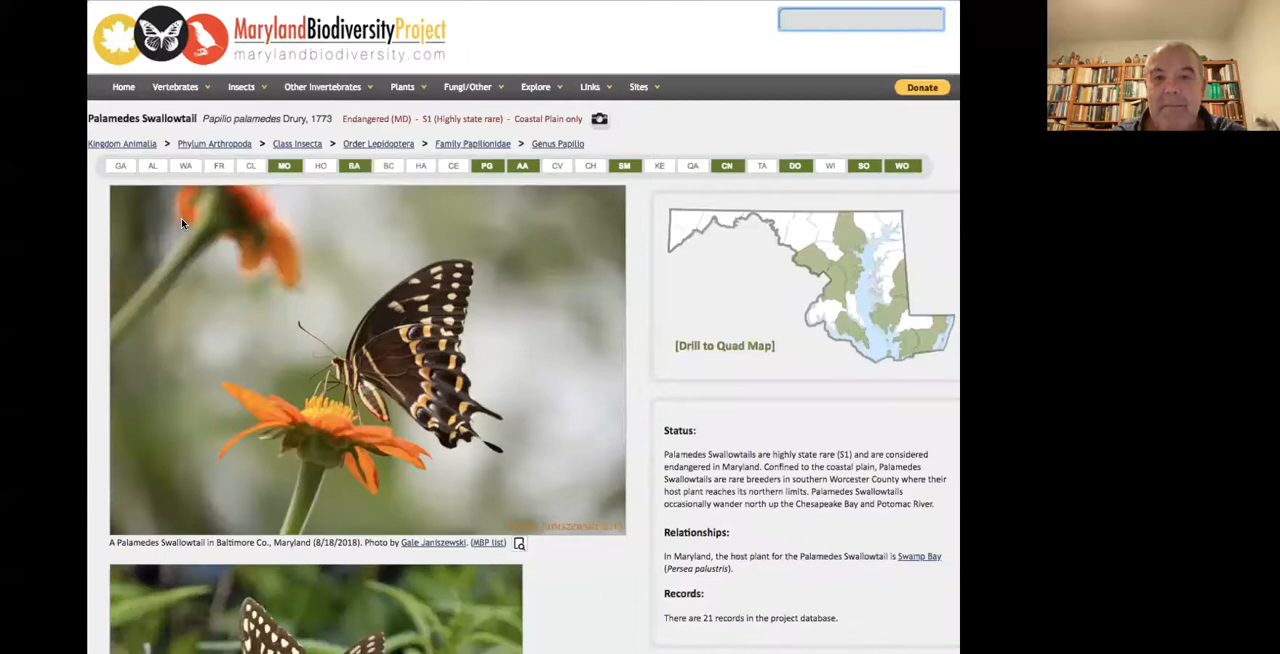 MarylandBiodiversityProject
marylandbiodiversity.com
Home Vertebrates Insects Other Invertebrates Plants Fungi/Other Explore Links Sites Donate
Palamedes Swallowtail Papilio palamedes Drury, 1773 Endangered (MD) - S1 (Highly state rare) - Coastal Plain only
Kingdom Animalia > Phylum Arthropoda > Class Insecta > Order Lepidoptera > Family Papilionidae > Genus Papilio
GA AL WA FR CL MO HO BA BC HA CE PG AA CV CH SM KE QA CN TA DO WI SO WO
[Drill to Quad Map]
A Palamedes Swallowtail in Baltimore Co., Maryland (8/18/2018). Photo by Gale Janiszewski. (MBP list)
Status:
Palamedes Swallowtails are highly state rare (S1) and are considered
endangered in Maryland. Confined to the coastal plain, Palamedes
Swallowtails are rare breeders in southern Worcester County where their
host plant reaches its northern limits. Palamedes Swallowtails
occasionally wander north up the Chesapeake Bay and Potomac River.
Relationships:
In Maryland, the host plant for the Palamedes Swallowtail is Swamp Bay
(Persea palustris).
Records:
There are 21 records in the project database.